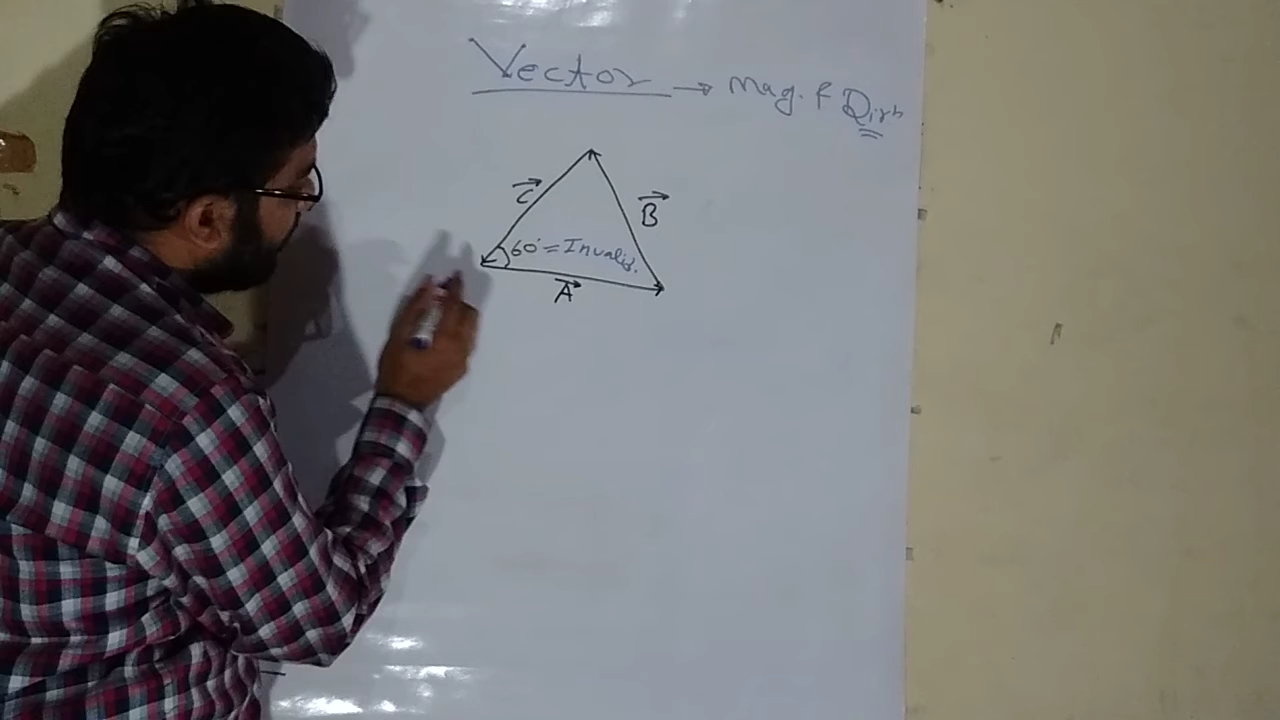 Vector → Mag. & Dirⁿ
C⃗
B⃗
60° = Invalid.
A⃗